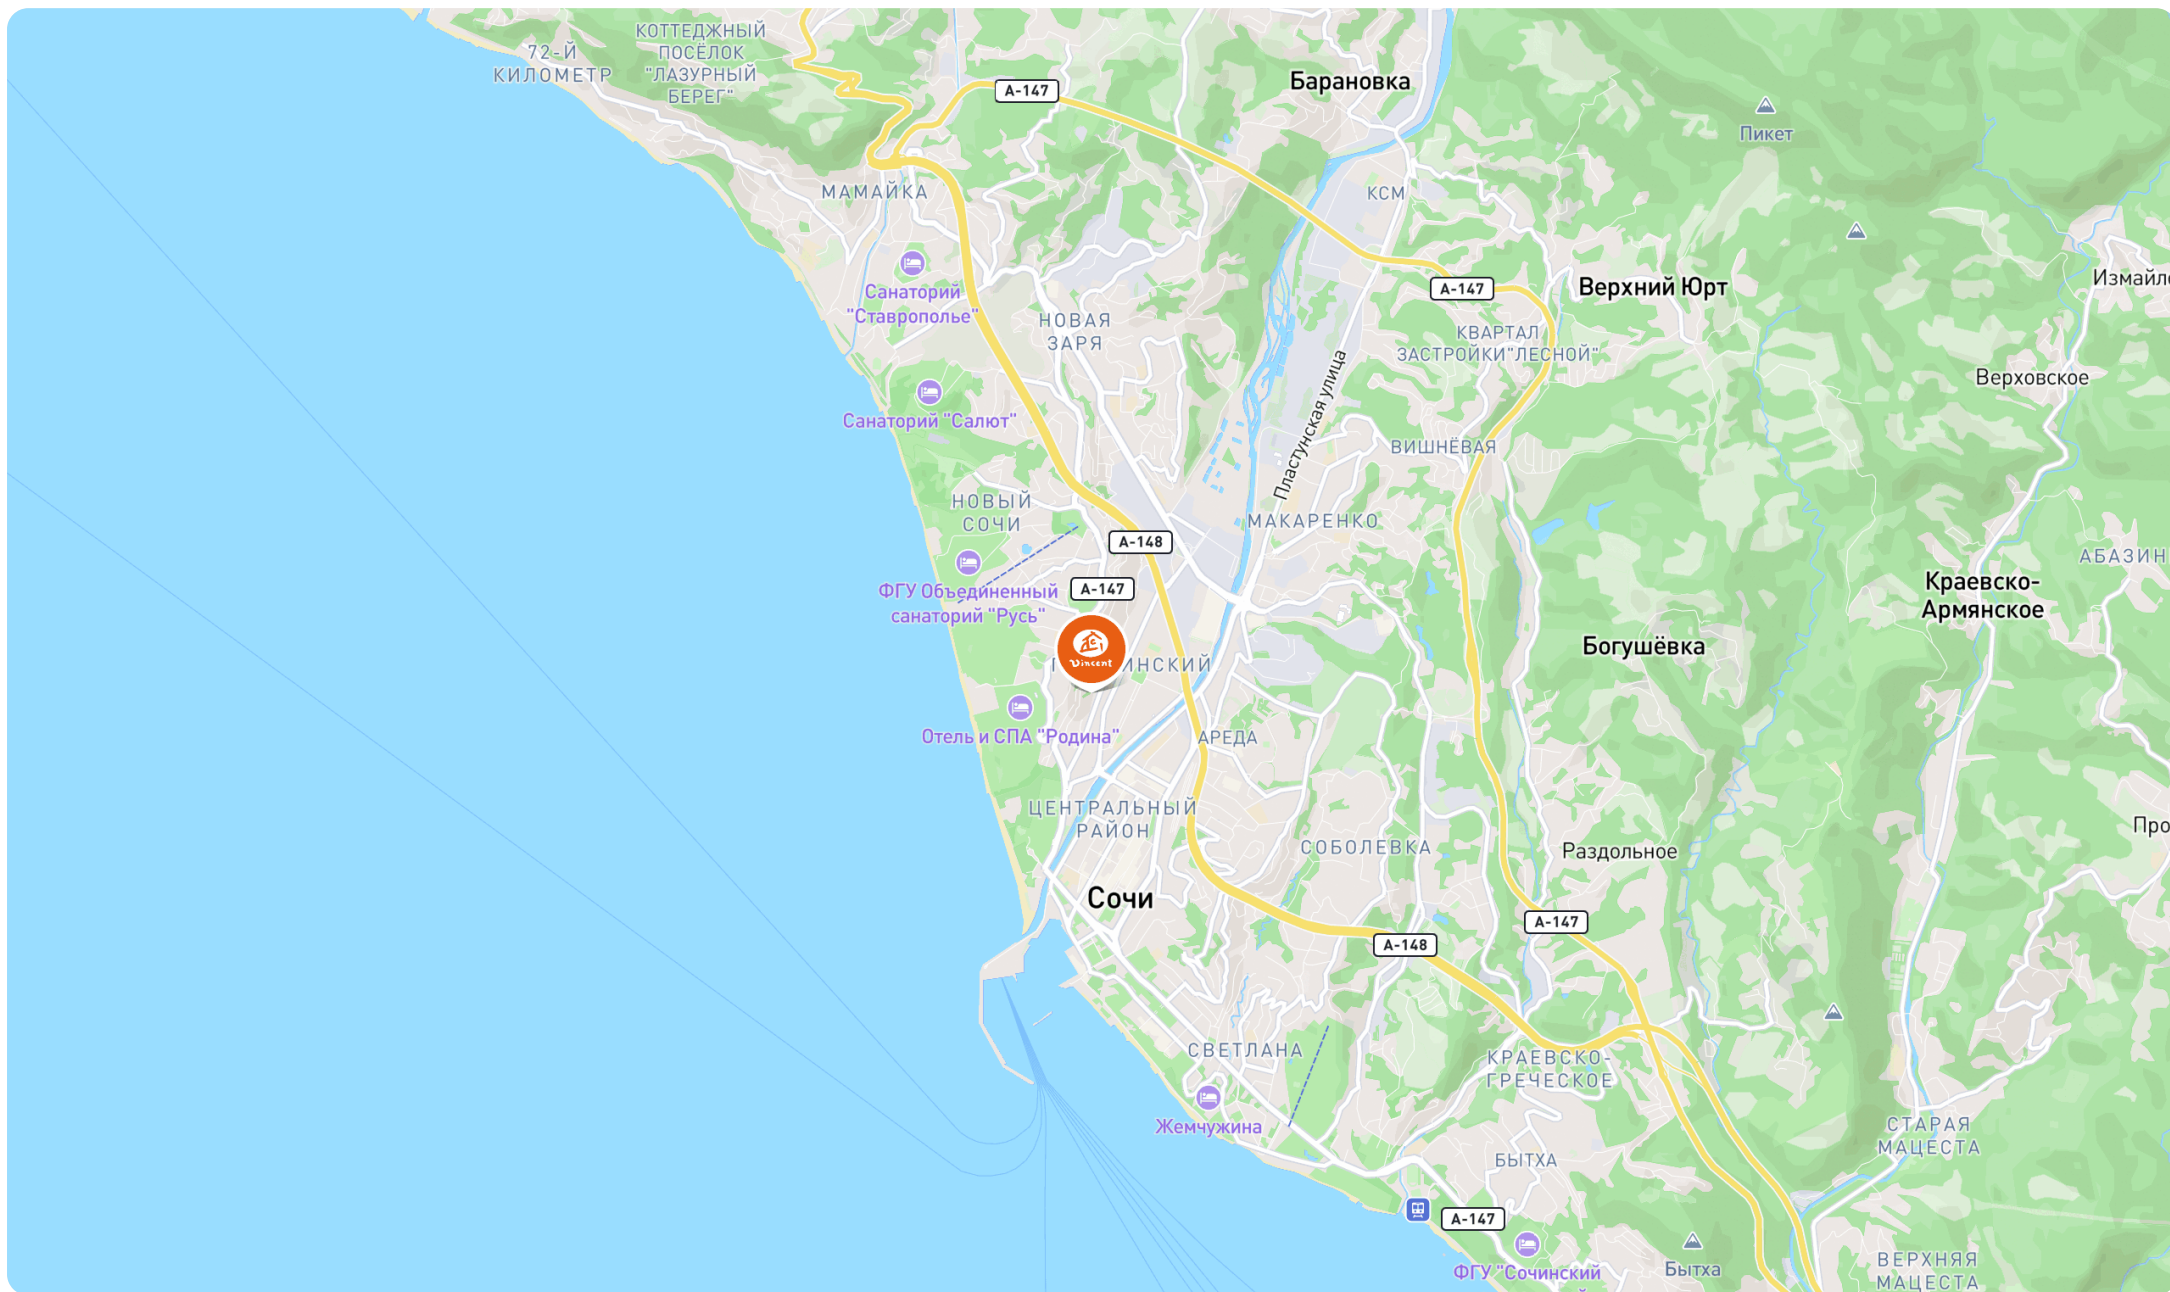 КОТТЕДЖНЫЙ
ПОСЁЛОК
"ЛАЗУРНЫЙ
БЕРЕГ"
72-Й
КИЛОМЕТР
А-147
Барановка
Пикет
МАМАЙКА
КСМ
Санаторий
"Ставрополье"
А-147
Верхний Юрт
Измайло
НОВАЯ
ЗАРЯ
КВАРТАЛ
ЗАСТРОЙКИ"ЛЕСНОЙ"
Верховское
Санаторий "Салют"
Пластунская улица
ВИШНЁВАЯ
НОВЫЙ
СОЧИ
МАКАРЕНКО
А-148
АБАЗИН
ФГУ Объединенный
санаторий "Русь"
А-147
Краевско-
Армянское
Vincent
ИНСКИЙ
Богушёвка
Отель и СПА "Родина"
АРЕДА
ЦЕНТРАЛЬНЫЙ
РАЙОН
СОБОЛЕВКА
Раздольное
Про
Сочи
А-147
А-148
СВЕТЛАНА
КРАЕВСКО-
ГРЕЧЕСКОЕ
Жемчужина
СТАРАЯ
МАЦЕСТА
БЫТХА
А-147
ФГУ "Сочинский
Бытха
ВЕРХНЯЯ
МАЦЕСТА